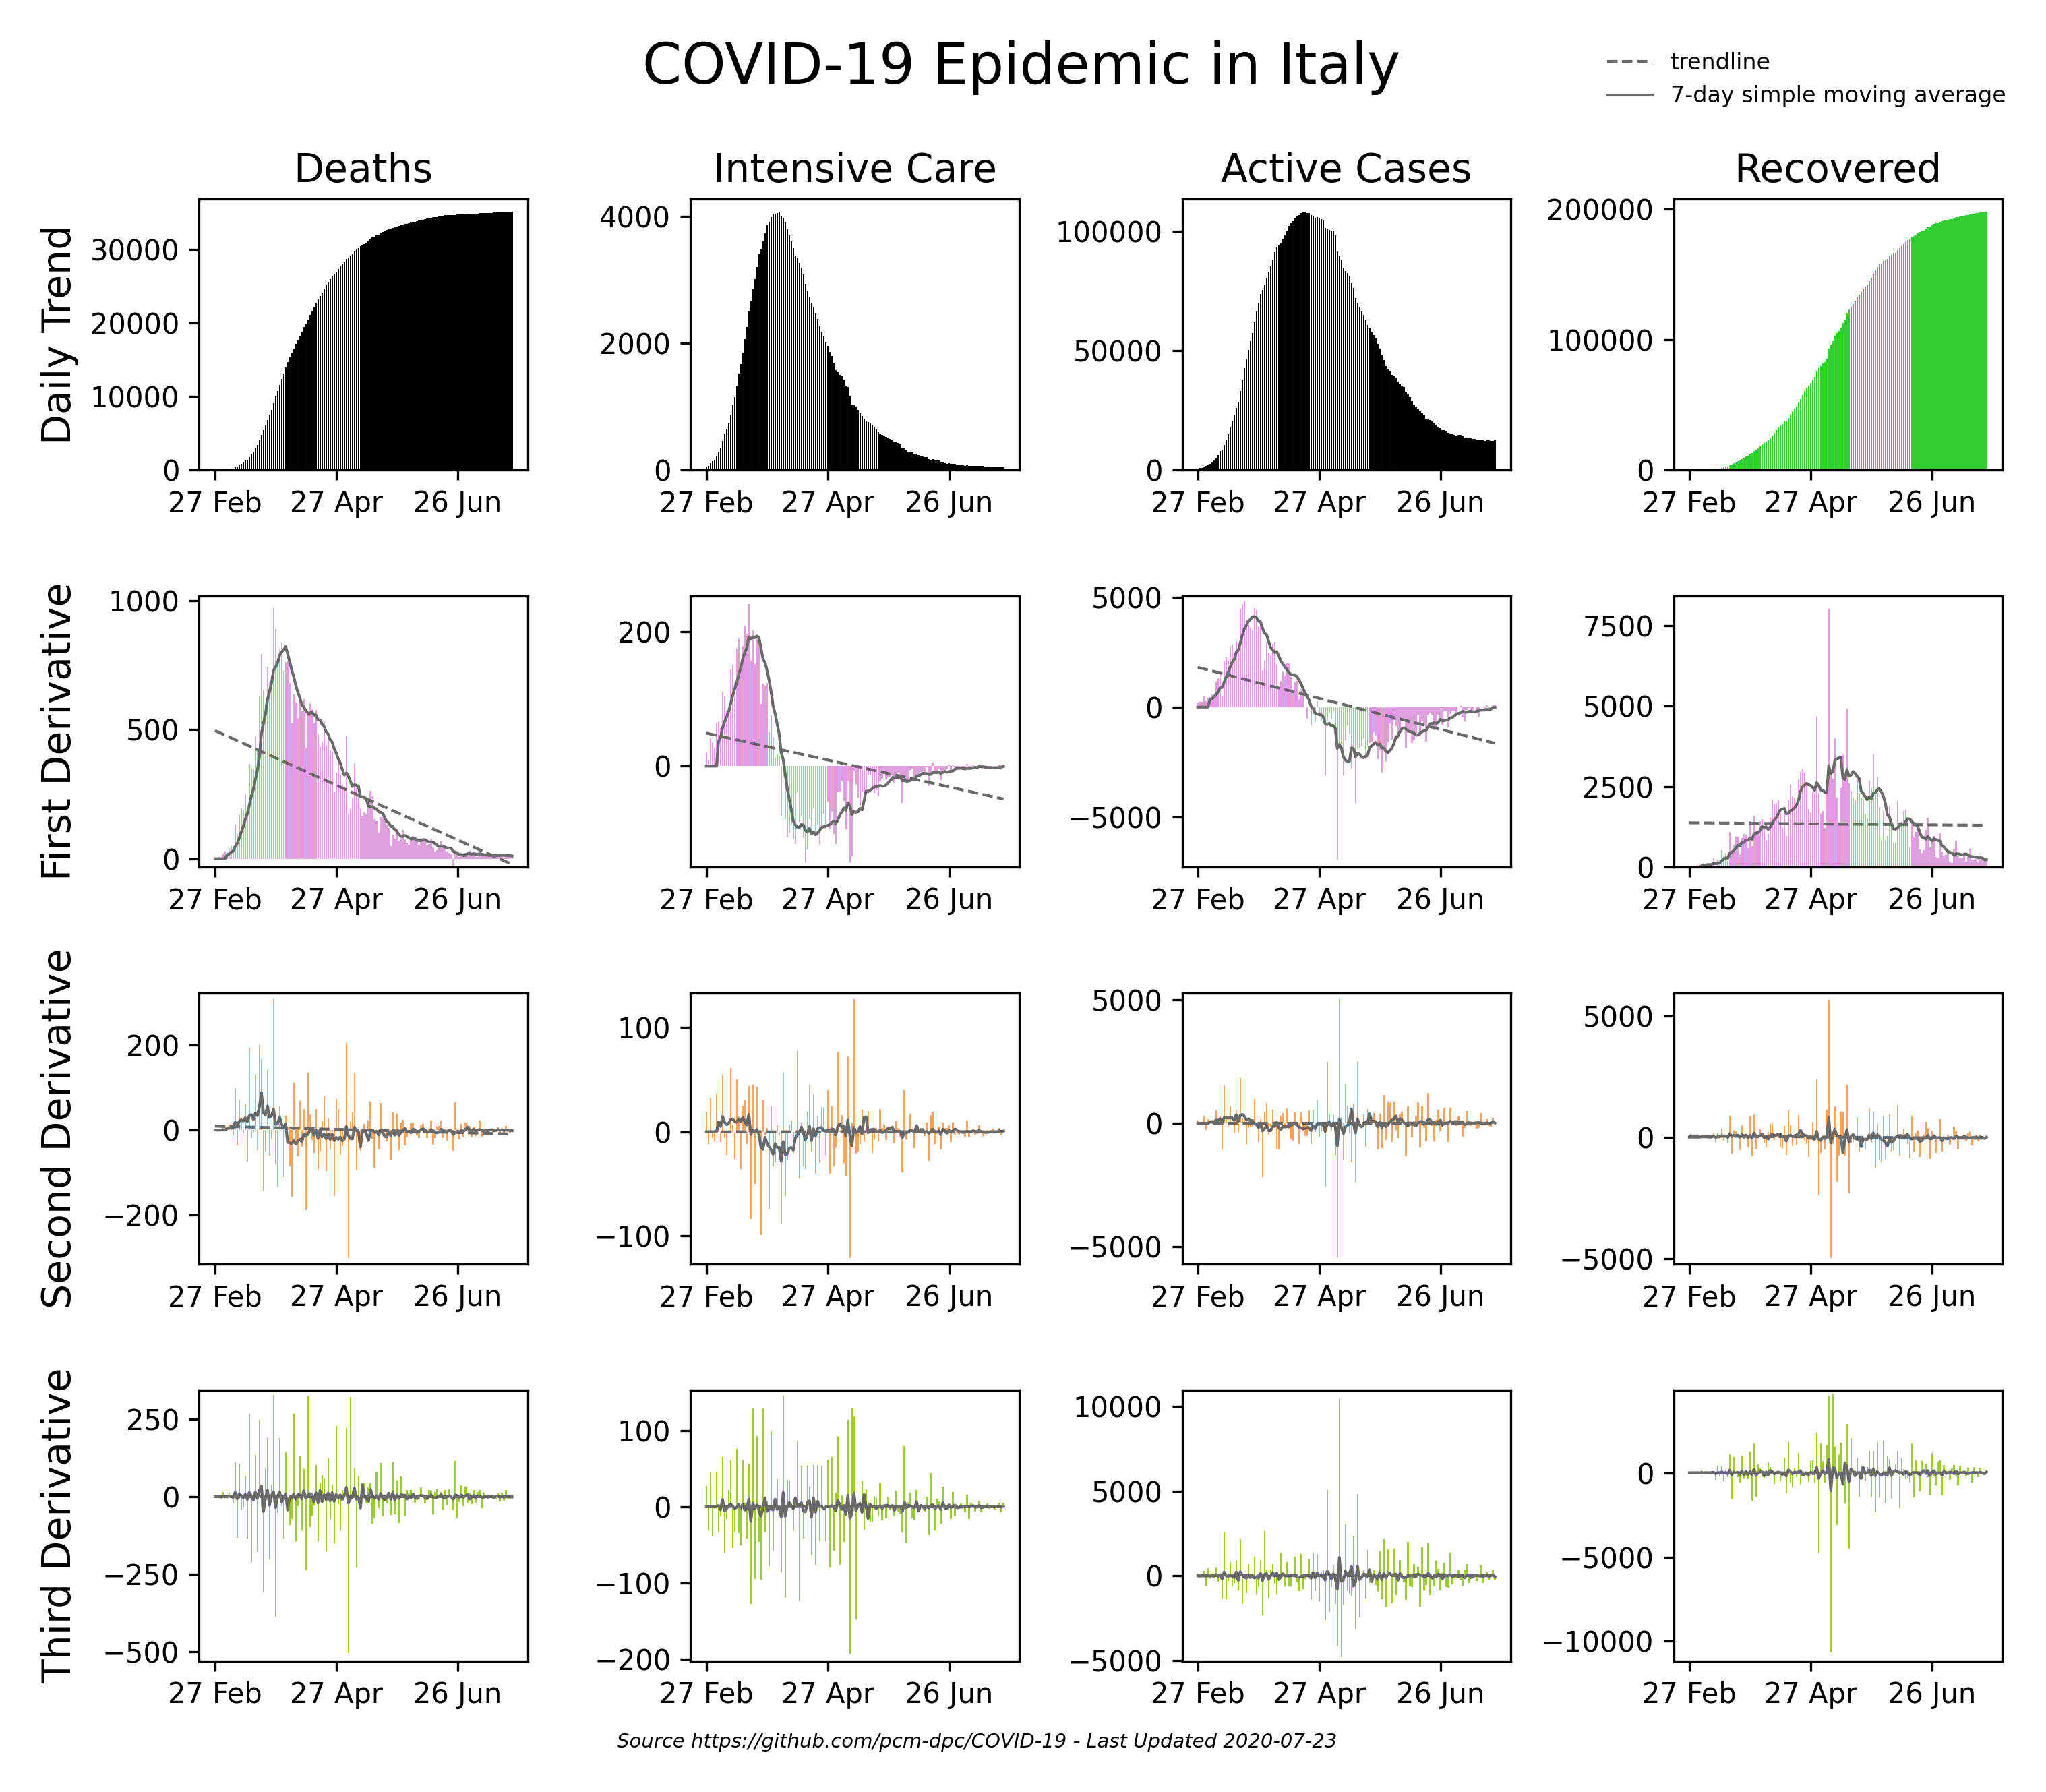 COVID-19 Epidemic in Italy
trendline
7-day simple moving average
Deaths
Intensive Care
Active Cases
Recovered
Daily Trend
30000
20000
10000
0
27 Feb 27 Apr 26 Jun
4000
2000
0
27 Feb 27 Apr 26 Jun
100000
50000
0
27 Feb 27 Apr 26 Jun
200000
100000
0
27 Feb 27 Apr 26 Jun
First Derivative
1000
500
0
27 Feb 27 Apr 26 Jun
200
0
27 Feb 27 Apr 26 Jun
5000
0
−5000
27 Feb 27 Apr 26 Jun
7500
5000
2500
0
27 Feb 27 Apr 26 Jun
Second Derivative
200
0
−200
27 Feb 27 Apr 26 Jun
100
0
−100
27 Feb 27 Apr 26 Jun
5000
0
−5000
27 Feb 27 Apr 26 Jun
5000
0
−5000
27 Feb 27 Apr 26 Jun
Third Derivative
250
0
−250
−500
27 Feb 27 Apr 26 Jun
100
0
−100
−200
27 Feb 27 Apr 26 Jun
10000
5000
0
−5000
27 Feb 27 Apr 26 Jun
0
−5000
−10000
27 Feb 27 Apr 26 Jun
Source https://github.com/pcm-dpc/COVID-19 - Last Updated 2020-07-23